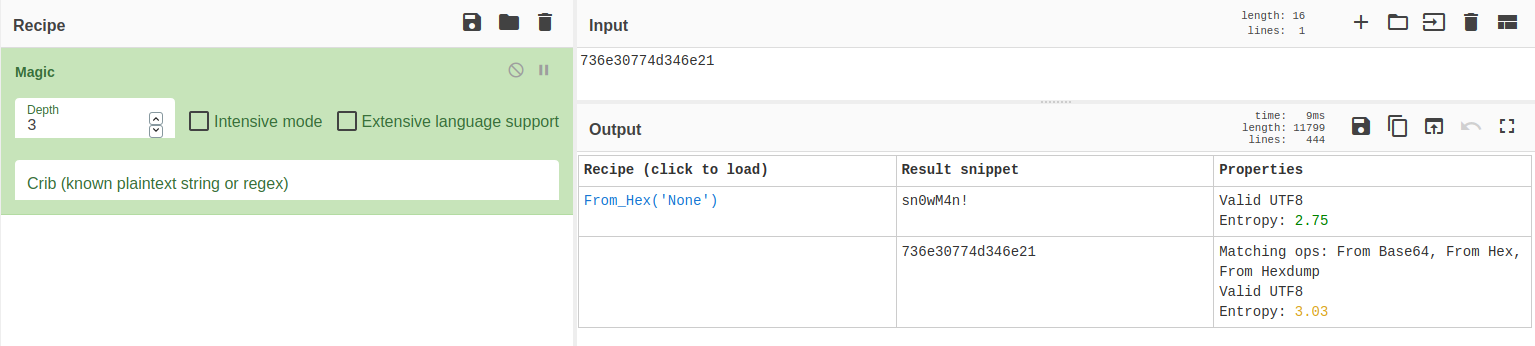 Recipe
Magic
Depth
3
Intensive mode
Extensive language support
Crib (known plaintext string or regex)
Input
length: 16
lines: 1
736e30774d346e21
Output
time: 9ms
length: 11799
lines: 444
Recipe (click to load) Result snippet Properties
From_Hex('None') sn0wM4n! Valid UTF8
Entropy: 2.75
736e30774d346e21 Matching ops: From Base64, From Hex,
From Hexdump
Valid UTF8
Entropy: 3.03